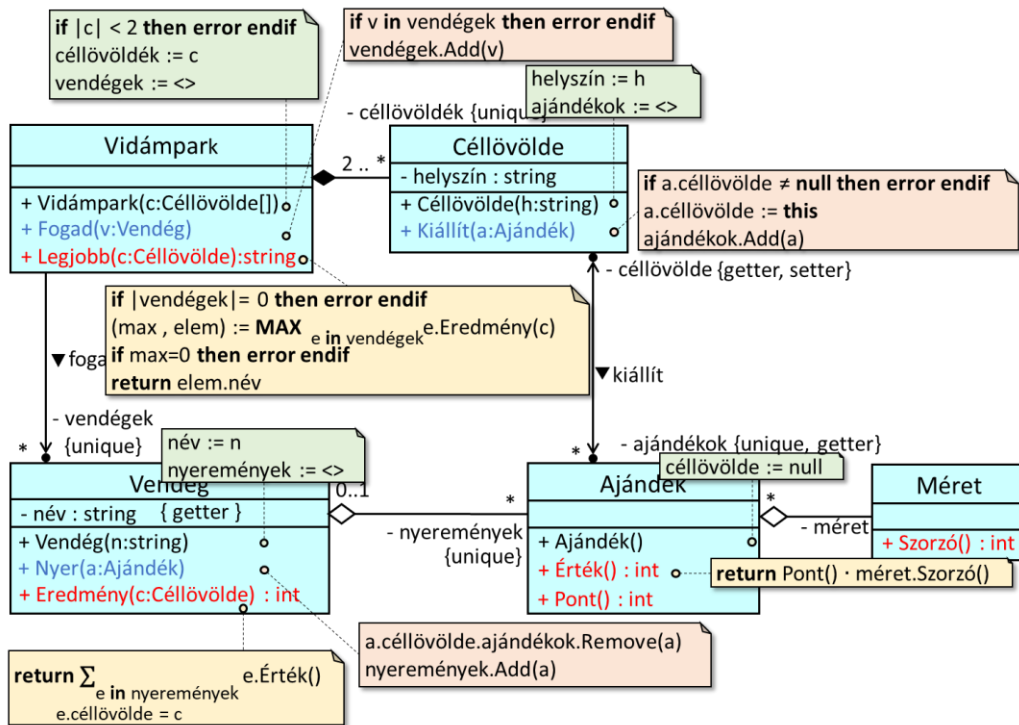 if |c| < 2 then error endif
céllövöldék := c
vendégek := <>
if v in vendégek then error endif
vendégek.Add(v)
helyszín := h
ajándékok := <>
- céllövöldék {unique}
Vidámpark
2 .. *
Céllövölde
- helyszín : string
+ Vidámpark(c:Céllövölde[])
+ Fogad(v:Vendég)
+ Legjobb(c:Céllövölde):string
+ Céllövölde(h:string)
+ Kiállít(a:Ajándék)
if a.céllövölde ≠ null then error endif
a.céllövölde := this
ajándékok.Add(a)
- céllövölde {getter, setter}
if |vendégek|= 0 then error endif
(max , elem) := MAX e in vendégek e.Eredmény(c)
if max=0 then error endif
return elem.név
▼ foga
▼ kiállít
- vendégek
{unique}
*
- ajándékok {unique, getter}
*
név := n
nyeremények := <>
céllövölde := null
Vendég
- név : string { getter }
+ Vendég(n:string)
+ Nyer(a:Ajándék)
+ Eredmény(c:Céllövölde) : int
0..1
*
- nyeremények
{unique}
Ajándék
+ Ajándék()
+ Érték() : int
+ Pont() : int
*
- méret
Méret
+ Szorzó() : int
return Pont() · méret.Szorzó()
a.céllövölde.ajándékok.Remove(a)
nyeremények.Add(a)
return ∑ e in nyeremények e.Érték()
e.céllövölde = c